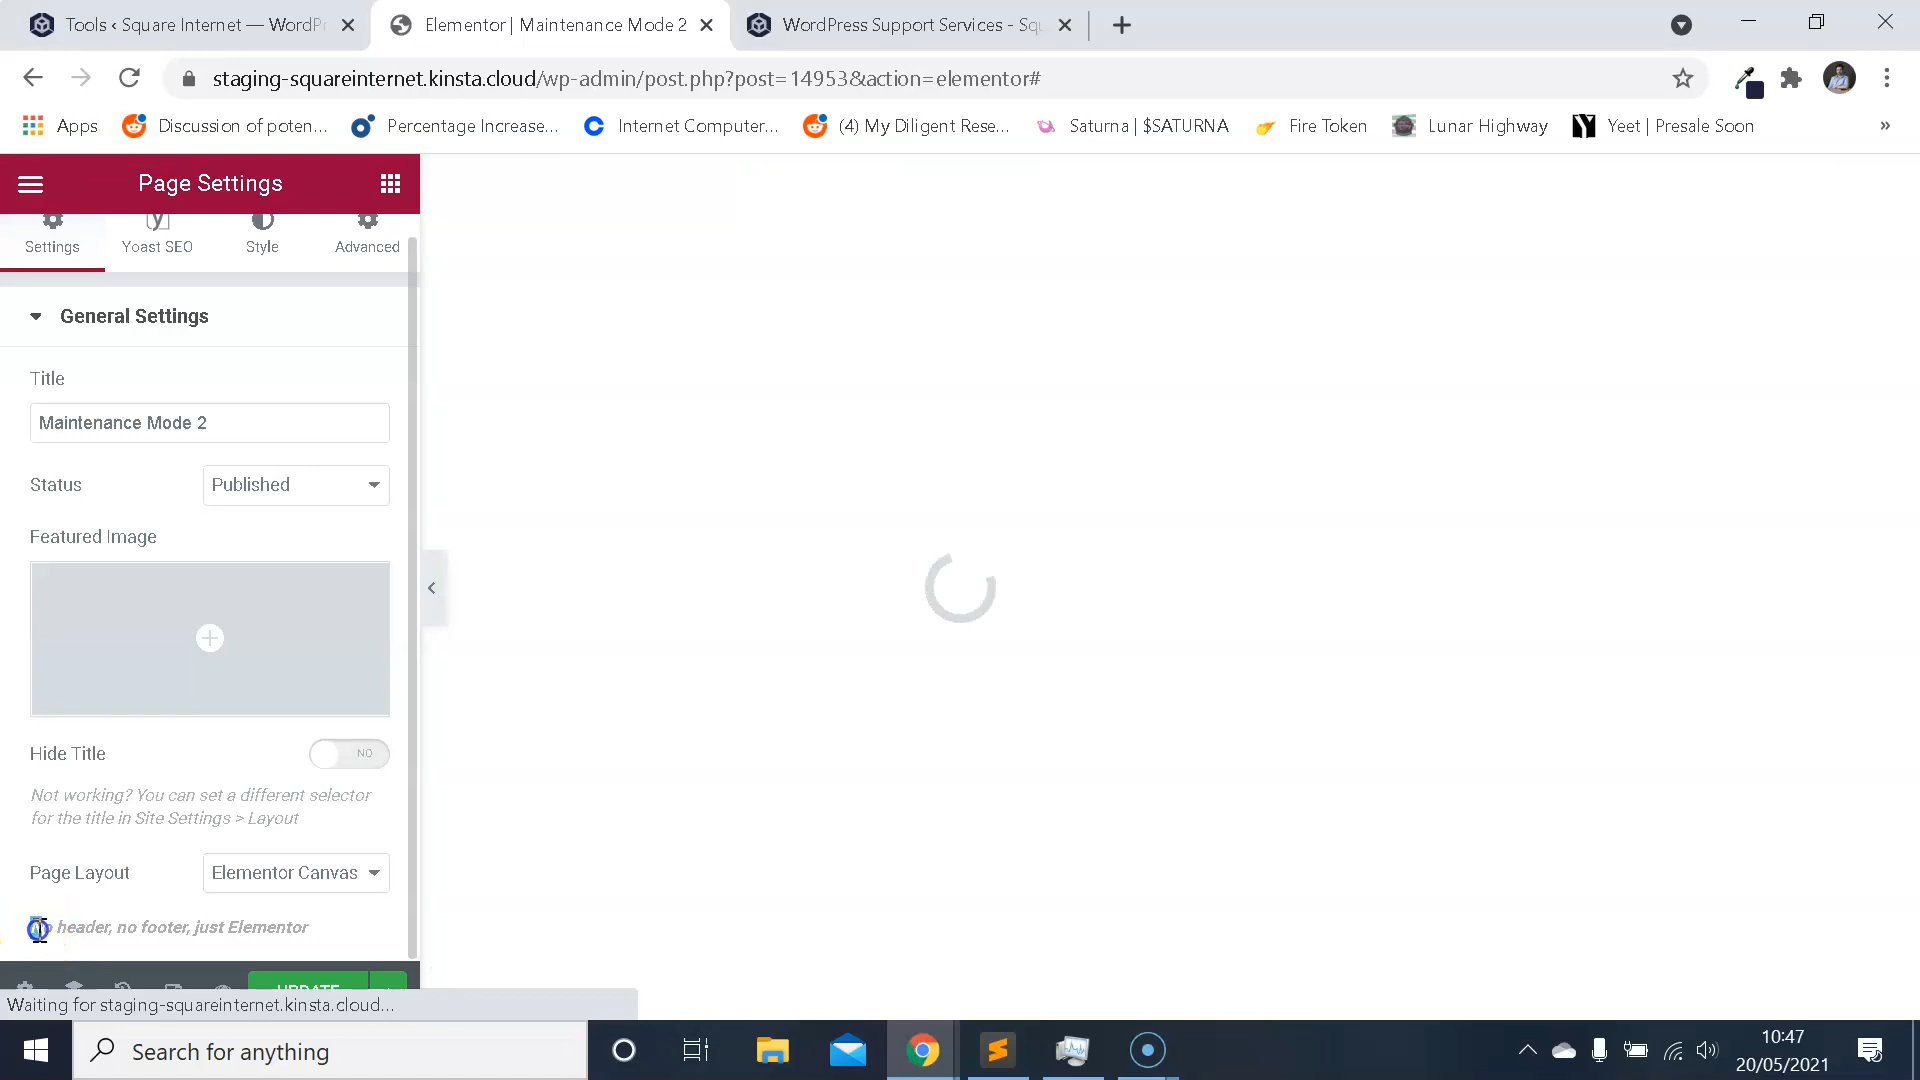 Tools ‹ Square Internet — WordPr
Elementor | Maintenance Mode 2
WordPress Support Services - Squ
staging-squareinternet.kinsta.cloud/wp-admin/post.php?post=14953&action=elementor#
Apps
Discussion of poten...
Percentage Increase...
Internet Computer...
(4) My Diligent Rese...
Saturna | $SATURNA
Fire Token
Lunar Highway
Yeet | Presale Soon
»
Page Settings
Settings
Yoast SEO
Style
Advanced
General Settings
Title
Maintenance Mode 2
Status
Published
Featured Image
Hide Title
NO
Not working? You can set a different selector
for the title in Site Settings > Layout
Page Layout
Elementor Canvas
No header, no footer, just Elementor
UPDATE
Waiting for staging-squareinternet.kinsta.cloud...
Search for anything
10:47
20/05/2021